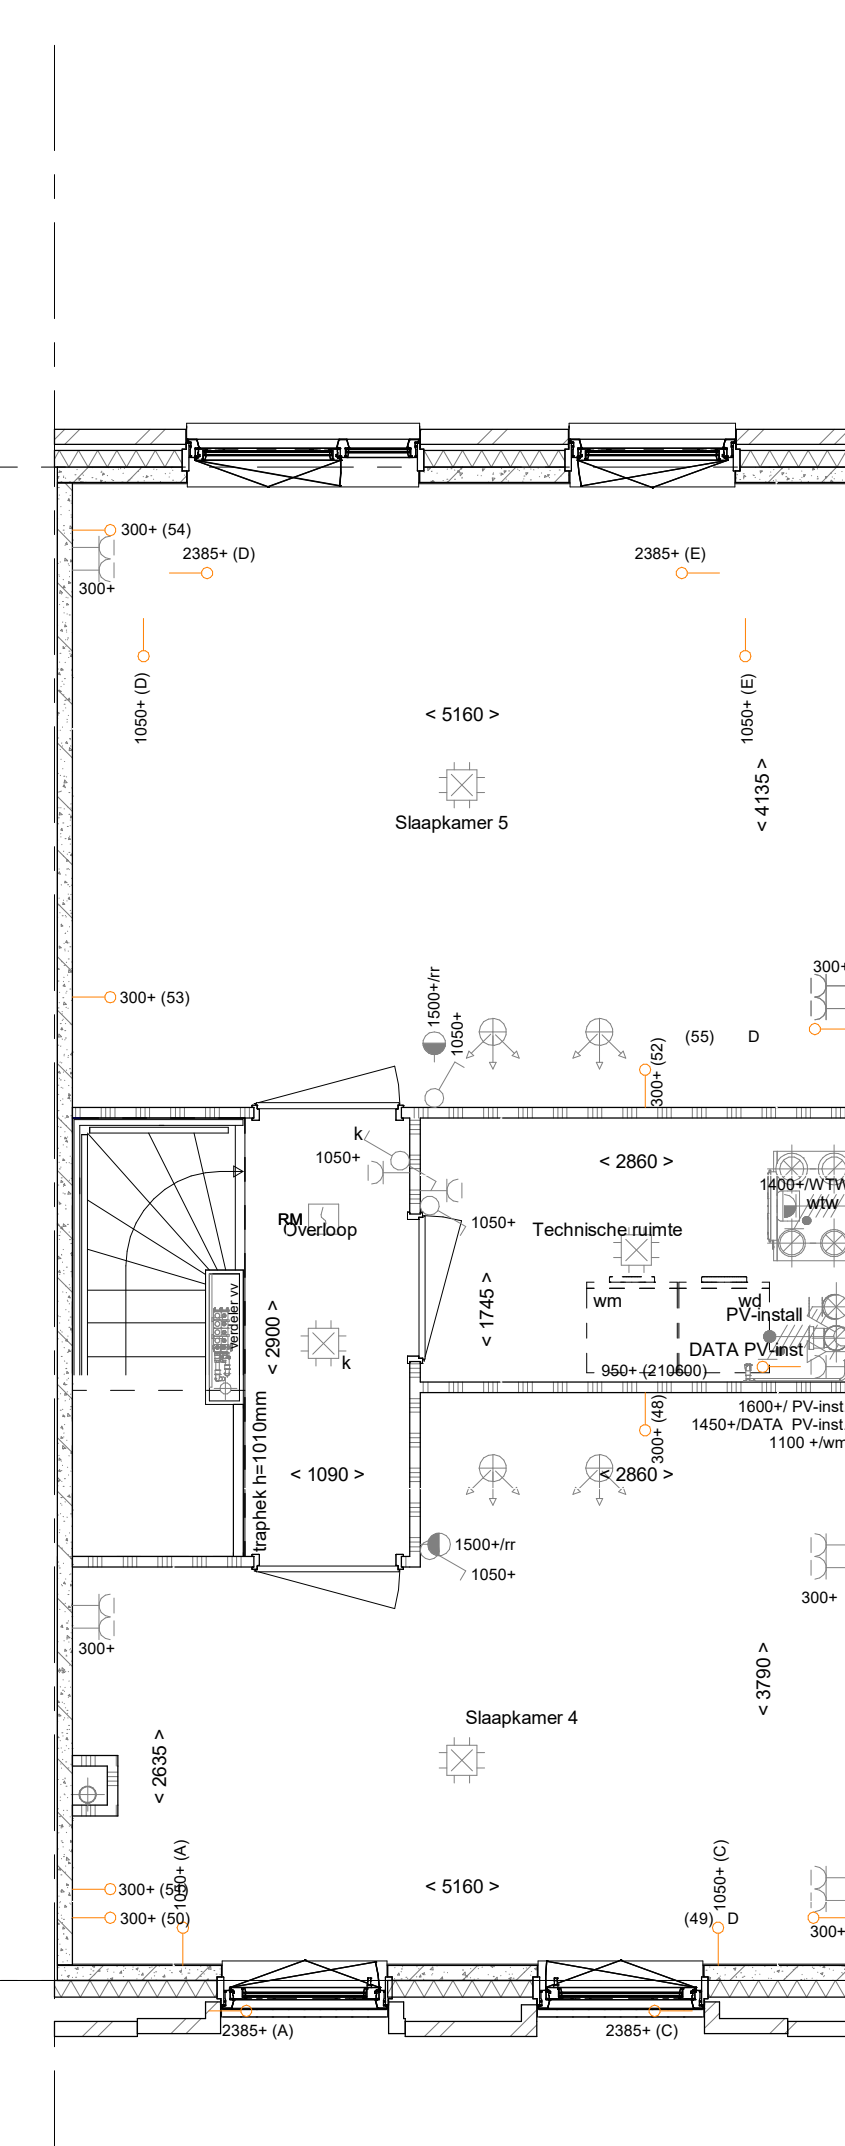 300+ (54)
2385+ (D)
2385+ (E)
300+
1050+ (D)
1050+ (E)
< 5160 >
< 4135 >
Slaapkamer 5
300+
300+ (53)
1500+/rr
1050+
300+ (52)
(55) D
k
1050+
< 2860 >
1400+/WTW
wtw
RM
Overloop
1050+
Technische ruimte
verdeler vv
< 2900 >
< 1745 >
wm
wd
PV-install
DATA PV-inst
k
950+ (210600)
traphek h=1010mm
300+ (48)
1600+/ PV-inst
1450+/DATA PV-inst.
1100 +/wm
< 1090 >
< 2860 >
1500+/rr
1050+
300+
300+
< 3790 >
Slaapkamer 4
< 2635 >
1050+ (A)
1050+ (C)
< 5160 >
300+ (51)
300+ (50)
(49) D
300+
2385+ (A)
2385+ (C)